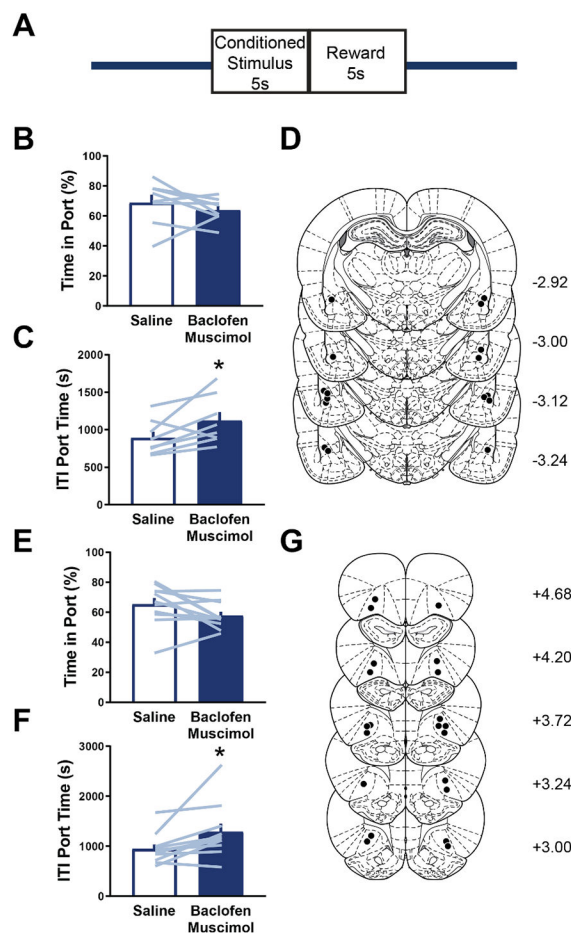 A
Conditioned
Stimulus
5s
Reward
5s
B
Time in Port (%)
100
80
60
40
20
0
Saline
Baclofen
Muscimol
C
ITI Port Time (s)
2000
1500
1000
500
0
*
Saline
Baclofen
Muscimol
D
-2.92
-3.00
-3.12
-3.24
E
Time in Port (%)
100
80
60
40
20
0
Saline
Baclofen
Muscimol
F
ITI Port Time (s)
3000
2000
1000
0
*
Saline
Baclofen
Muscimol
G
+4.68
+4.20
+3.72
+3.24
+3.00